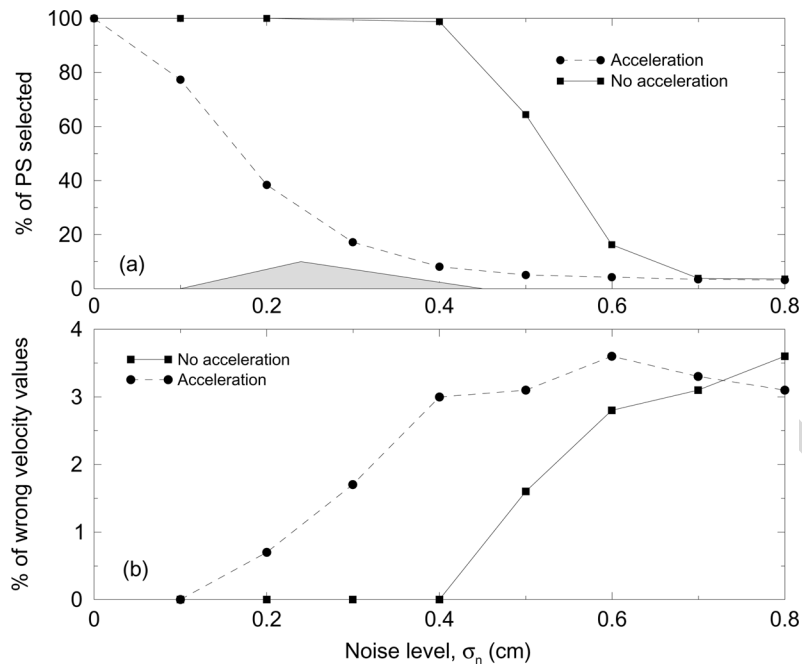 100
80
60
40
20
0
% of PS selected
Acceleration
No acceleration
(a)
0
0.2
0.4
0.6
0.8
4
3
2
1
0
% of wrong velocity values
No acceleration
Acceleration
(b)
0
0.2
0.4
0.6
0.8
Noise level, σn (cm)